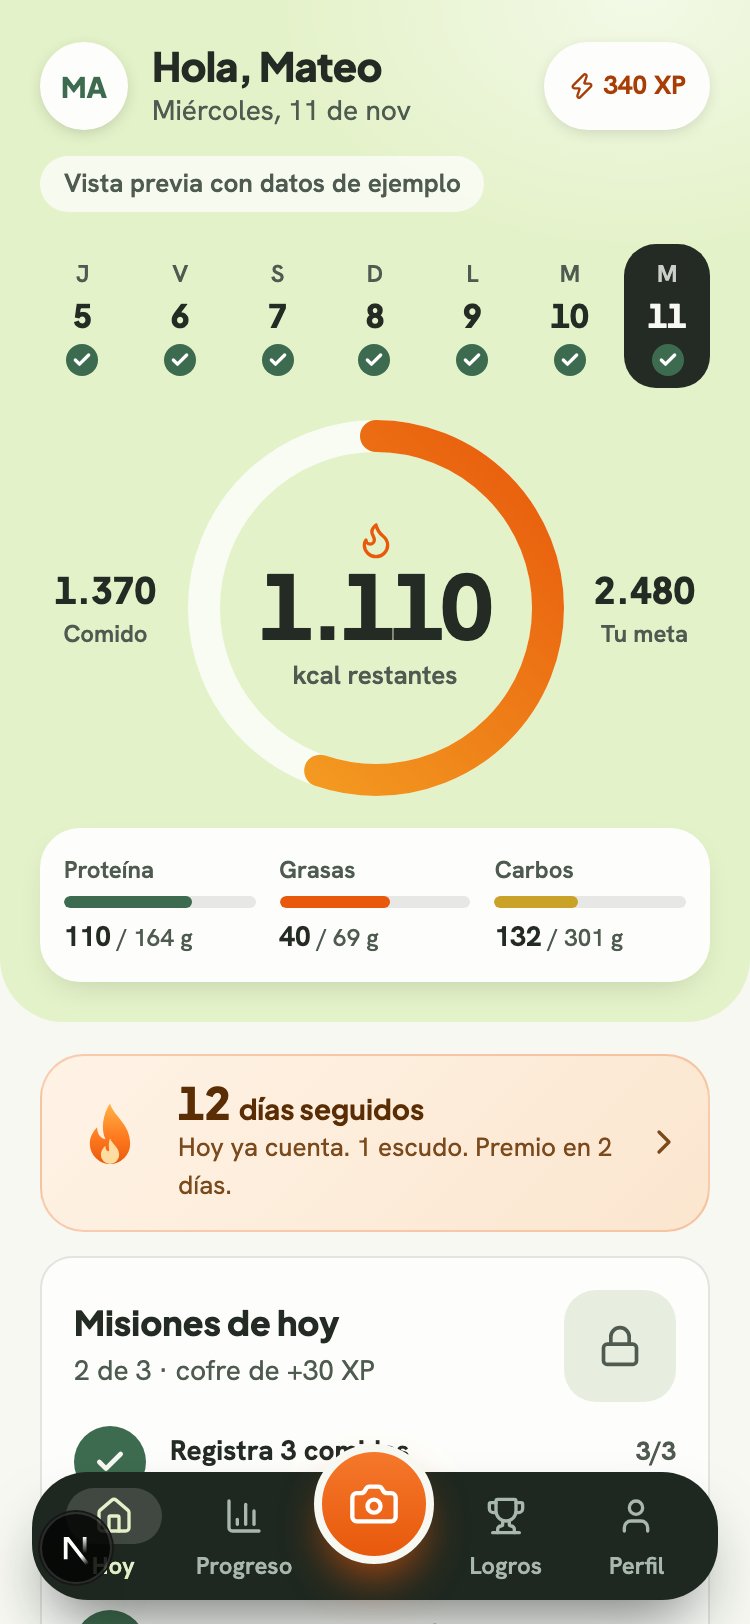 MA
Hola, Mateo
Miércoles, 11 de nov
340 XP
Vista previa con datos de ejemplo
J V S D L M M
5 6 7 8 9 10 11
1.370
Comido
1.110
kcal restantes
2.480
Tu meta
Proteína Grasas Carbos
110 / 164 g 40 / 69 g 132 / 301 g
12 días seguidos
Hoy ya cuenta. 1 escudo. Premio en 2
días.
Misiones de hoy
2 de 3 · cofre de +30 XP
Registra 3 comidas 3/3
N
Hoy Progreso Logros Perfil